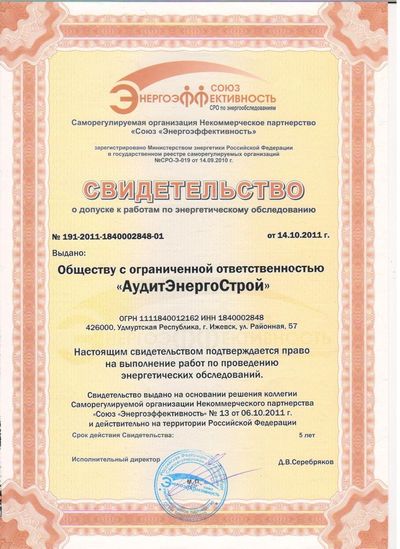 СОЮЗ
ЭНЕРГОЭФФЕКТИВНОСТЬ
СРО по энергообследованиям
Саморегулируемая организация Некоммерческое партнерство
«Союз «Энергоэффективность»
зарегистрировано Министерством энергетики Российской Федерации
в государственном реестре саморегулируемых организаций
№СРО-Э-019 от 14.09.2010 г.
СВИДЕТЕЛЬСТВО
о допуске к работам по энергетическому обследованию
№ 191-2011-1840002848-01 от 14.10.2011 г.
Выдано:
Обществу с ограниченной ответственностью
«АудитЭнергоСтрой»
ОГРН 1111840012162 ИНН 1840002848
426000, Удмуртская Республика, г. Ижевск, ул. Районная, 57
Настоящим свидетельством подтверждается право
на выполнение работ по проведению
энергетических обследований.
Свидетельство выдано на основании решения коллегии
Саморегулируемой организации Некоммерческого партнерства
«Союз «Энергоэффективность» № 13 от 06.10.2011 г.
и действительно на территории Российской Федерации
Срок действия Свидетельства: 5 лет
Исполнительный директор Д.В.Серебряков
М.П.
ЭНЕРГОЭФФЕКТИВНОСТЬ